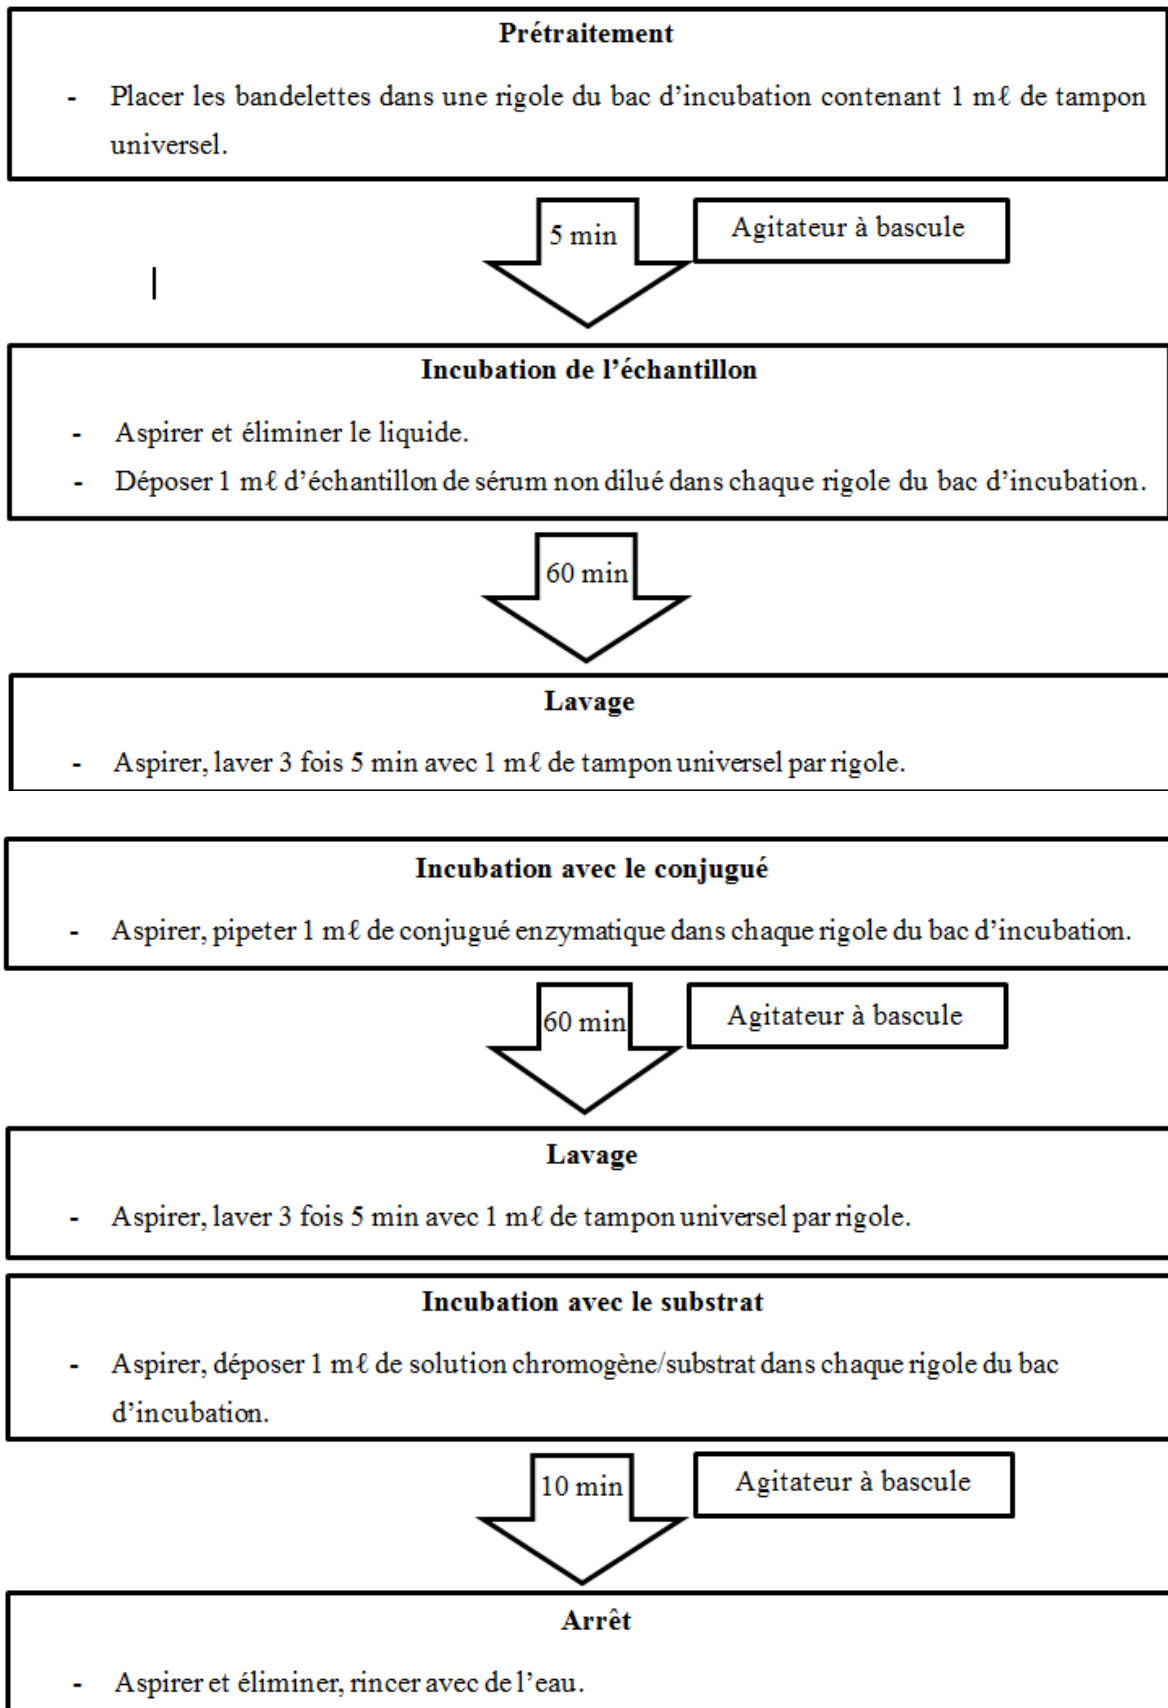 Prétraitement
- Placer les bandelettes dans une rigole du bac d’incubation contenant 1 mℓ de tampon
universel.
5 min
Agitateur à bascule
Incubation de l’échantillon
- Aspirer et éliminer le liquide.
- Déposer 1 mℓ d’échantillon de sérum non dilué dans chaque rigole du bac d’incubation.
60 min
Lavage
- Aspirer, laver 3 fois 5 min avec 1 mℓ de tampon universel par rigole.
Incubation avec le conjugué
- Aspirer, pipeter 1 mℓ de conjugué enzymatique dans chaque rigole du bac d’incubation.
60 min
Agitateur à bascule
Lavage
- Aspirer, laver 3 fois 5 min avec 1 mℓ de tampon universel par rigole.
Incubation avec le substrat
- Aspirer, déposer 1 mℓ de solution chromogène/substrat dans chaque rigole du bac
d’incubation.
10 min
Agitateur à bascule
Arrêt
- Aspirer et éliminer, rincer avec de l’eau.